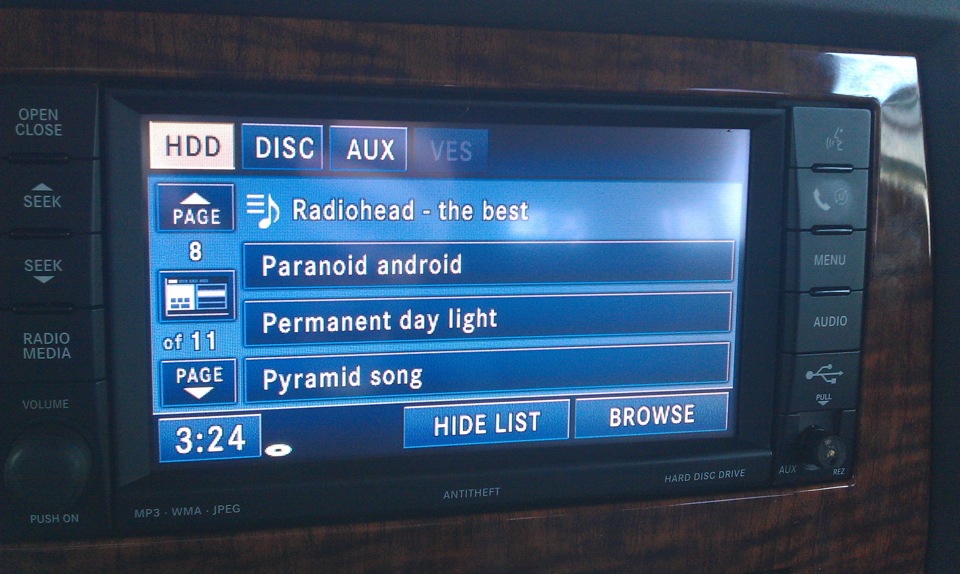 OPEN
CLOSE
SEEK
SEEK
RADIO
MEDIA
VOLUME
PUSH ON
HDD DISC AUX VES
PAGE
Radiohead - the best
8
Paranoid android
Permanent day light
of 11
PAGE
Pyramid song
3:24
HIDE LIST
BROWSE
MENU
AUDIO
PULL
AUX
REZ
MP3 · WMA · JPEG
ANTITHEFT
HARD DISC DRIVE